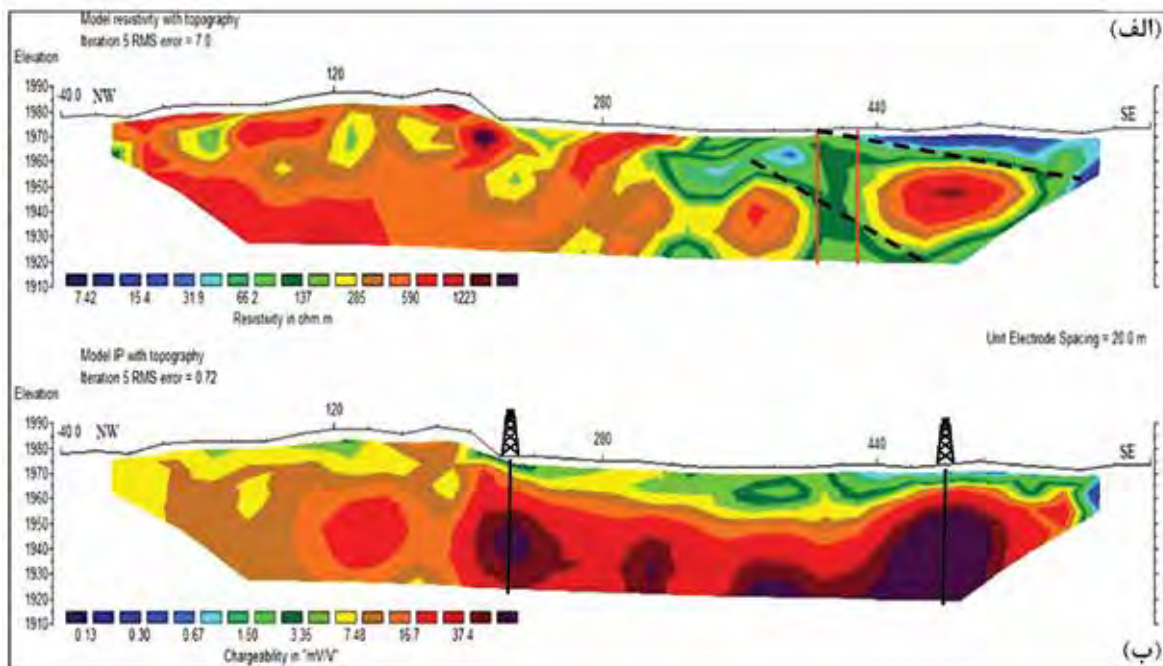 Model resistivity with topography
(الف)
Iteration 5 RMS error = 7.0
Elevation
120
1990
-40.0 NW
280
440
SE
1980
1970
1960
1950
1940
1930
1920
1910
7.42 15.4 31.9 66.2 137 285 590 1223
Resistivity in ohm.m
Unit Electrode Spacing = 20.0 m
Model IP with topography
Iteration 5 RMS error = 0.72
Elevation
120
1990
-40.0 NW
280
440
SE
1980
1970
1960
1950
1940
1930
1920
1910
0.13 0.30 0.67 1.50 3.35 7.48 16.7 37.4
Chargeability in "mV/V"
(ب)